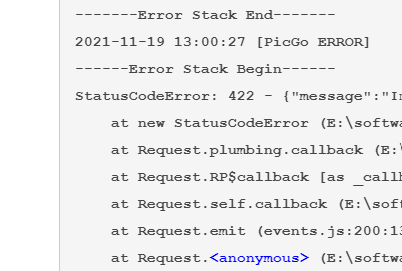 -------Error Stack End-------
2021-11-19 13:00:27 [PicGo ERROR]
------Error Stack Begin------
StatusCodeError: 422 - {"message":"I
at new StatusCodeError (E:\softwa
at Request.plumbing.callback (E:
at Request.RP$callback [as _callb
at Request.self.callback (E:\soft
at Request.emit (events.js:200:13
at Request.<anonymous> (E:\softwa